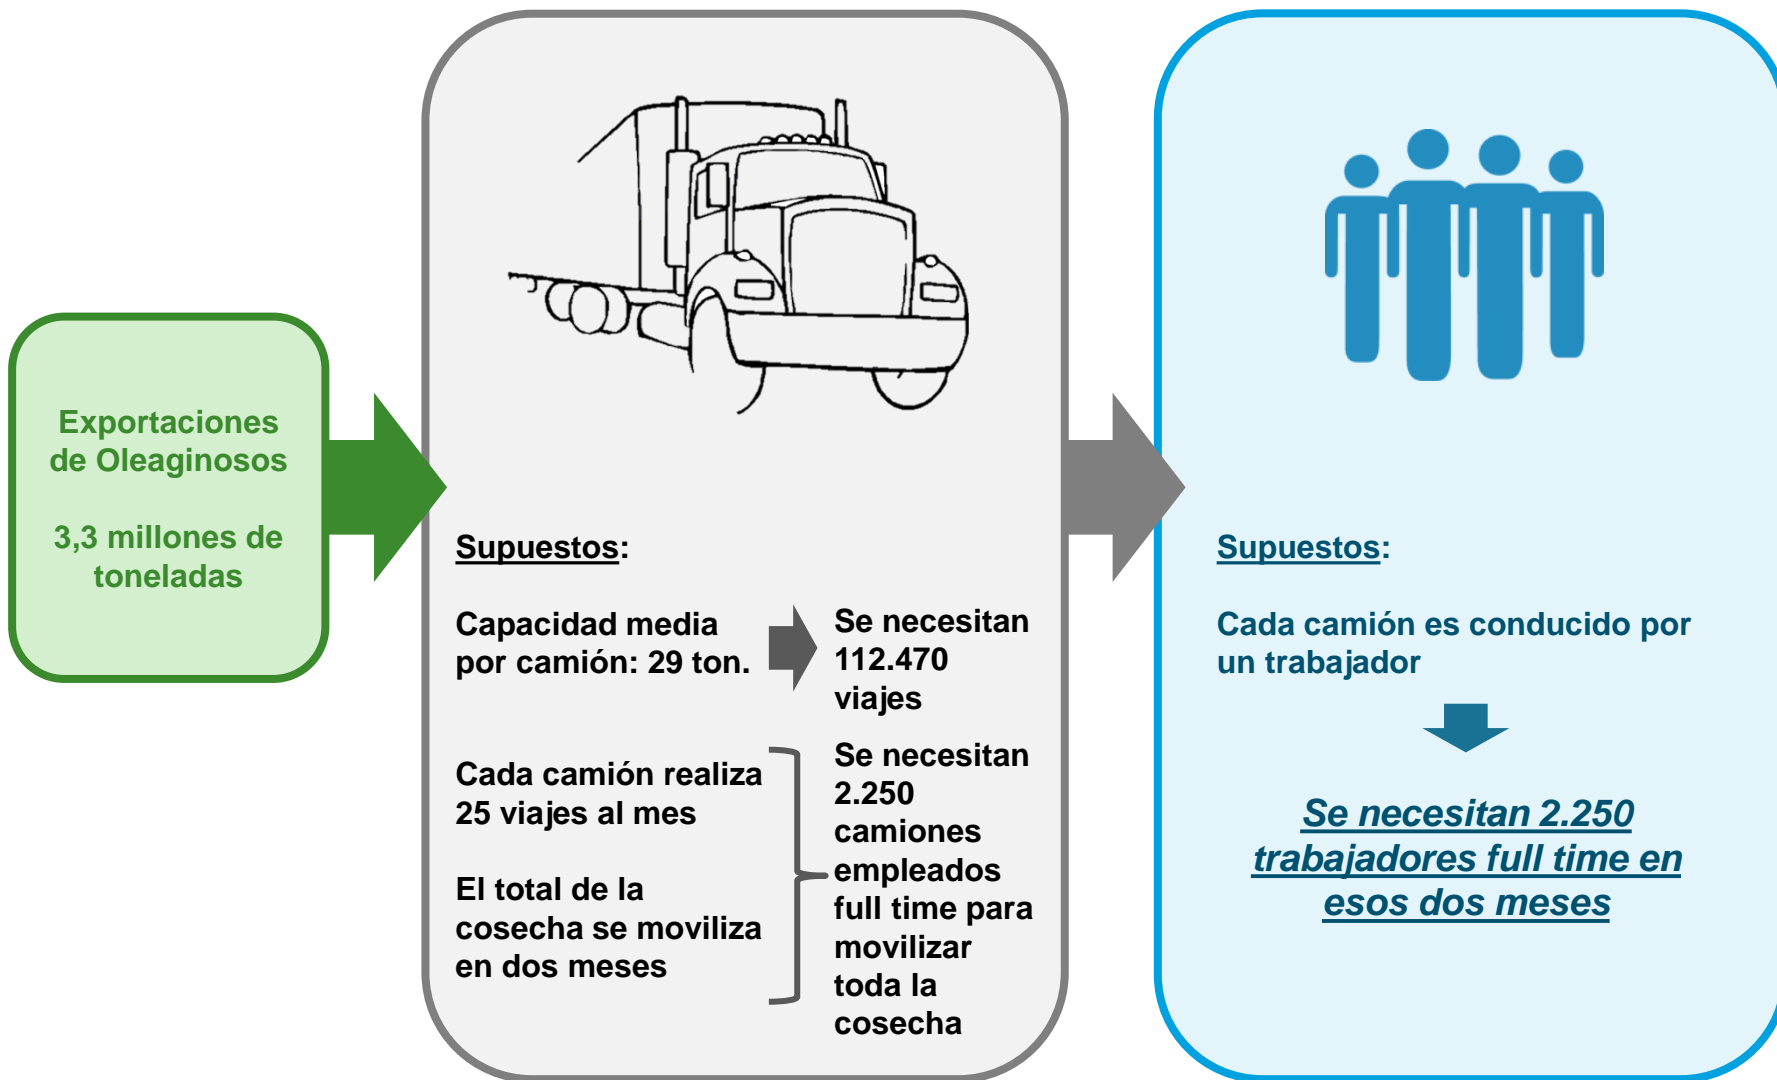 Exportaciones
de Oleaginosos
3,3 millones de
toneladas
Supuestos:
Capacidad media
por camión: 29 ton.
Se necesitan
112.470
viajes
Cada camión realiza
25 viajes al mes
El total de la
cosecha se moviliza
en dos meses
Se necesitan
2.250
camiones
empleados
full time para
movilizar
toda la
cosecha
Supuestos:
Cada camión es conducido por
un trabajador
Se necesitan 2.250
trabajadores full time en
esos dos meses